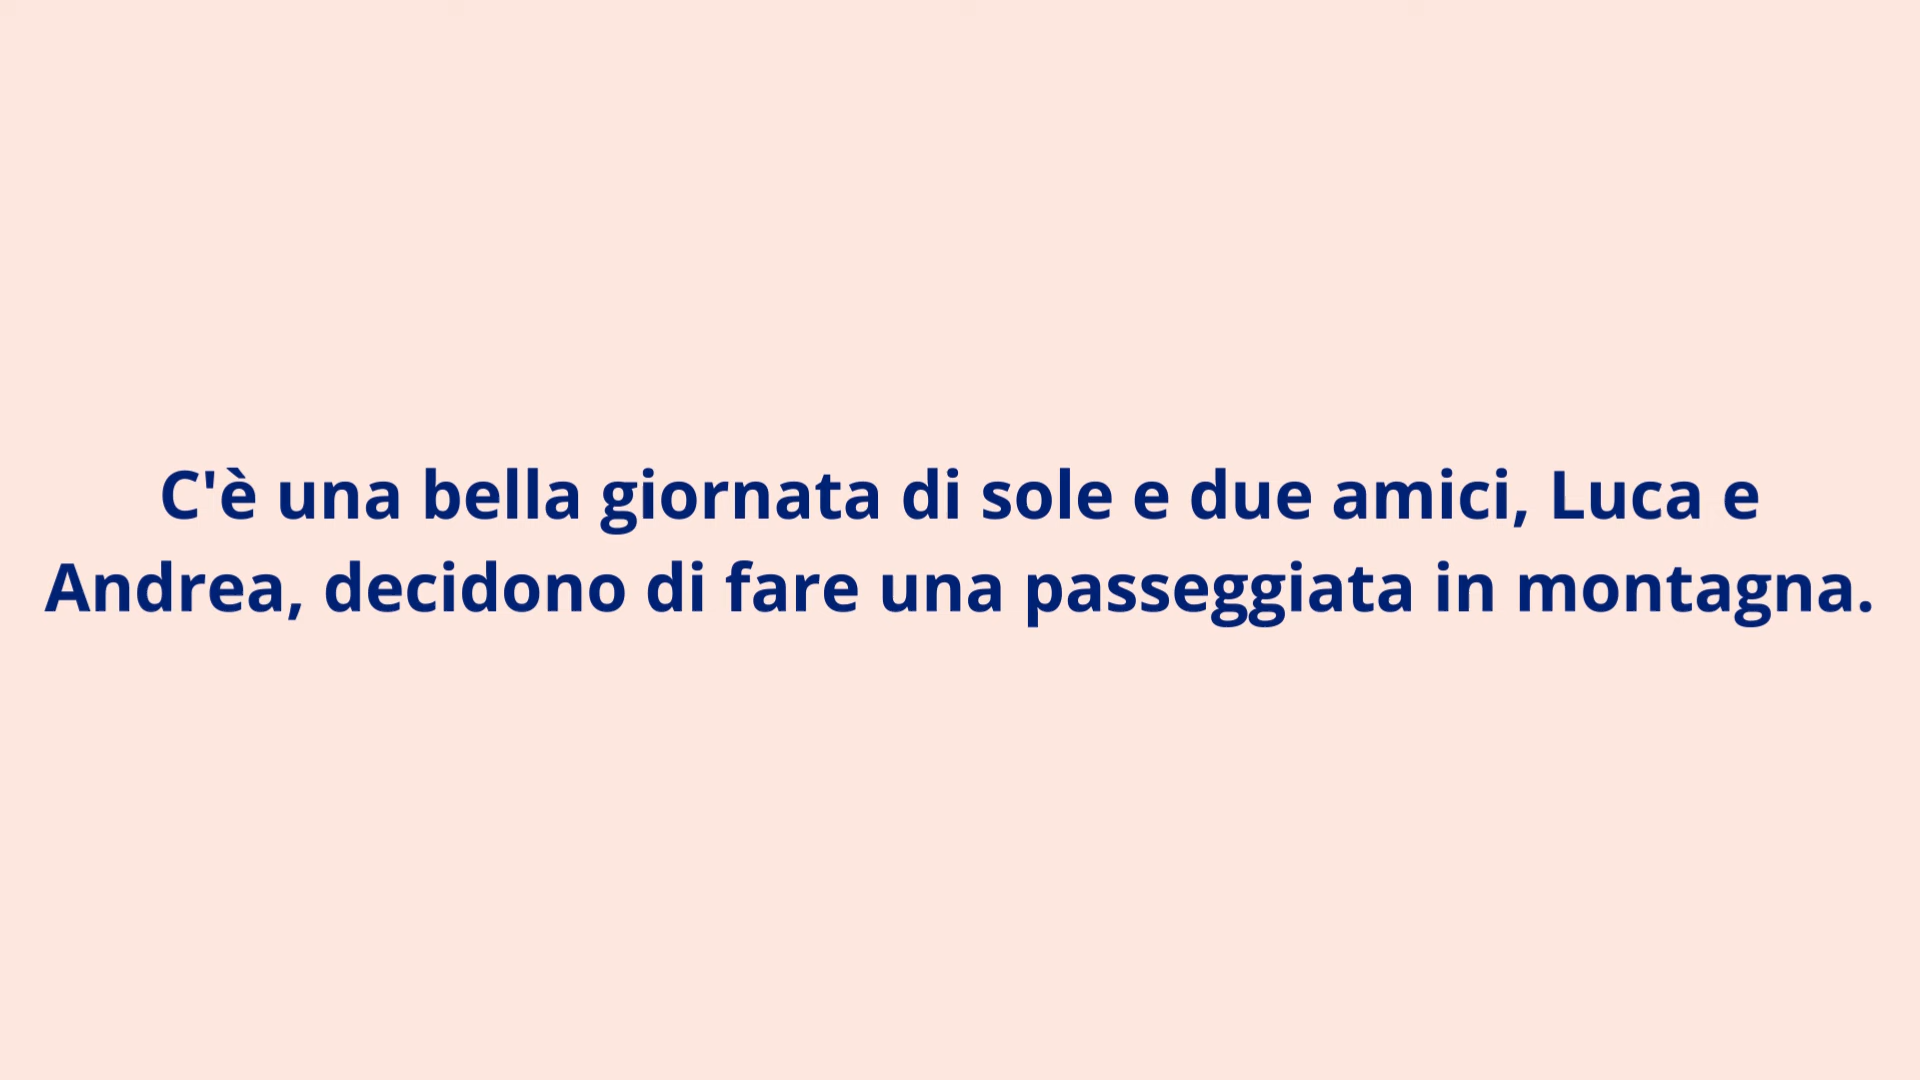 C'è una bella giornata di sole e due amici, Luca e
Andrea, decidono di fare una passeggiata in montagna.